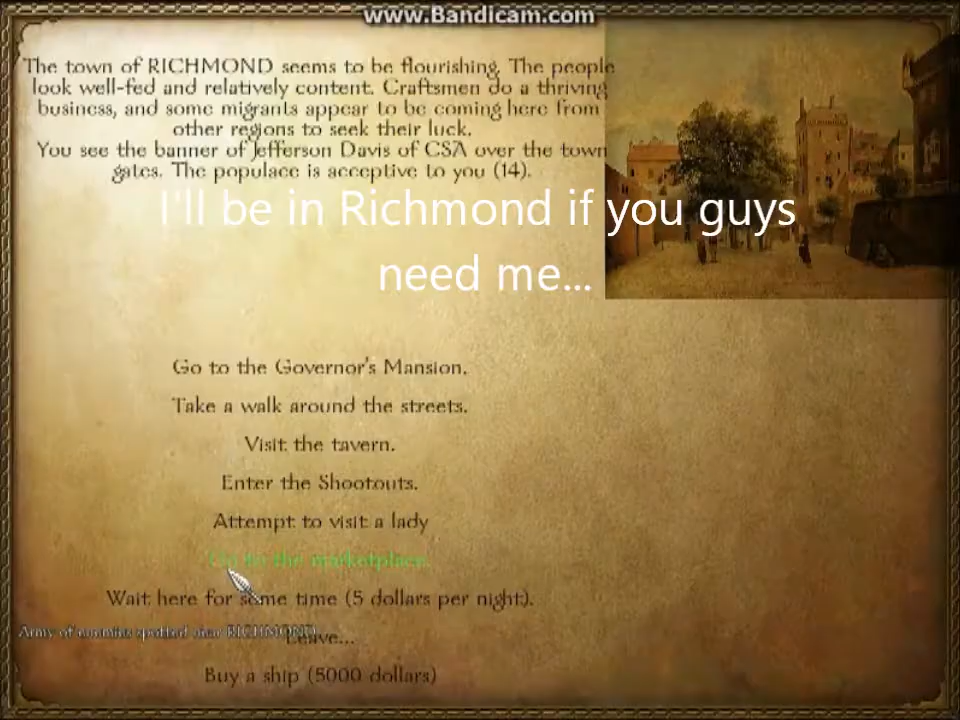 www.Bandicam.com
The town of RICHMOND seems to be flourishing. The people
look well-fed and relatively content. Craftsmen do a thriving
business, and some migrants appear to be coming here from
other regions to seek their luck.
You see the banner of Jefferson Davis of CSA over the town
gates. The populace is acceptive to you (14).
I'll be in Richmond if you guys
need me...
Go to the Governor's Mansion.
Take a walk around the streets.
Visit the tavern.
Enter the Shootouts.
Attempt to visit a lady
Go to the marketplace.
Wait here for some time (5 dollars per night).
Army of enemies spotted near RICHMOND.
Leave...
Buy a ship (5000 dollars)